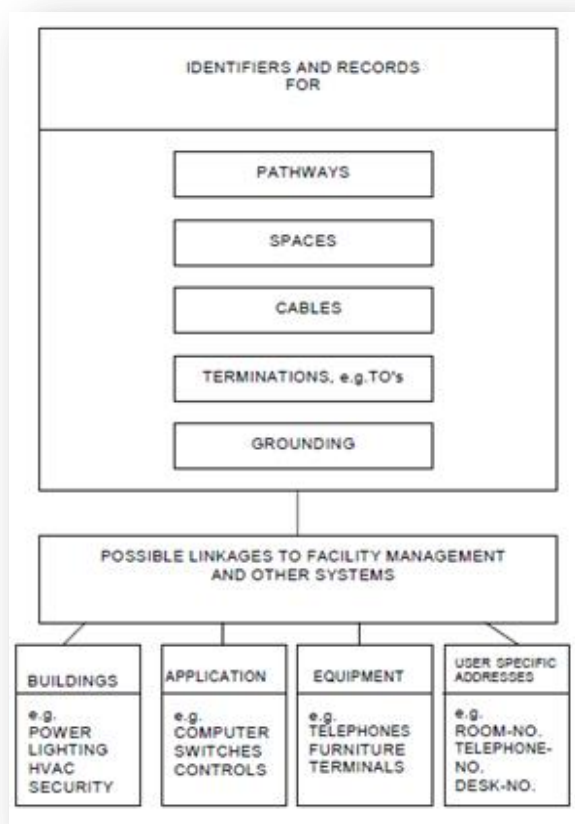 IDENTIFIERS AND RECORDS
FOR
PATHWAYS
SPACES
CABLES
TERMINATIONS, e.g.TO's
GROUNDING
POSSIBLE LINKAGES TO FACILITY MANAGEMENT
AND OTHER SYSTEMS
BUILDINGS
e.g.
POWER
LIGHTING
HVAC
SECURITY
APPLICATION
e.g.
COMPUTER
SWITCHES
CONTROLS
EQUIPMENT
e.g.
TELEPHONES
FURNITURE
TERMINALS
USER SPECIFIC
ADDRESSES
e.g.
ROOM-NO.
TELEPHONE-
NO.
DESK-NO.